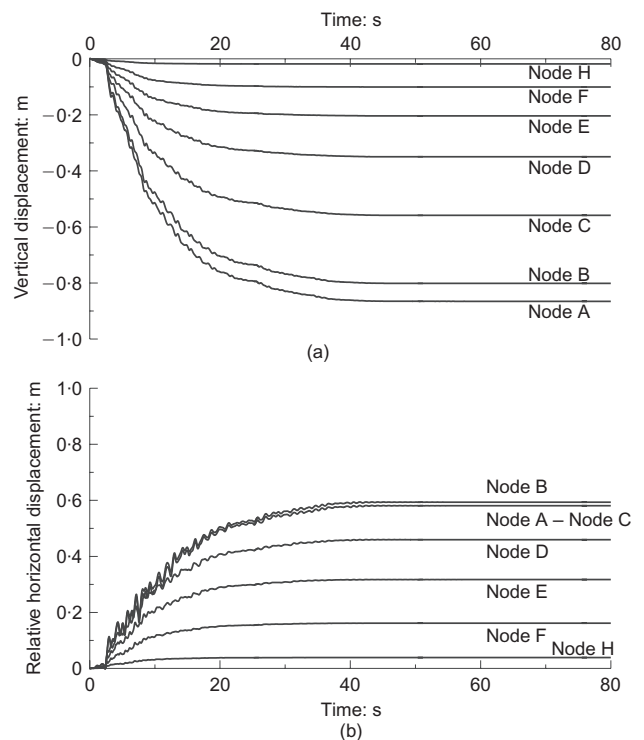 Time: s
0 20 40 60 80
0
Node H
Node F
−0·2
Node E
−0·4
Node D
Vertical displacement: m
−0·6
Node C
−0·8
Node B
Node A
−1·0
(a)
1·0
0·8
Relative horizontal displacement: m
0·6
Node B
Node A – Node C
0·4
Node D
Node E
0·2
Node F
Node H
0
0 20 40 60 80
Time: s
(b)